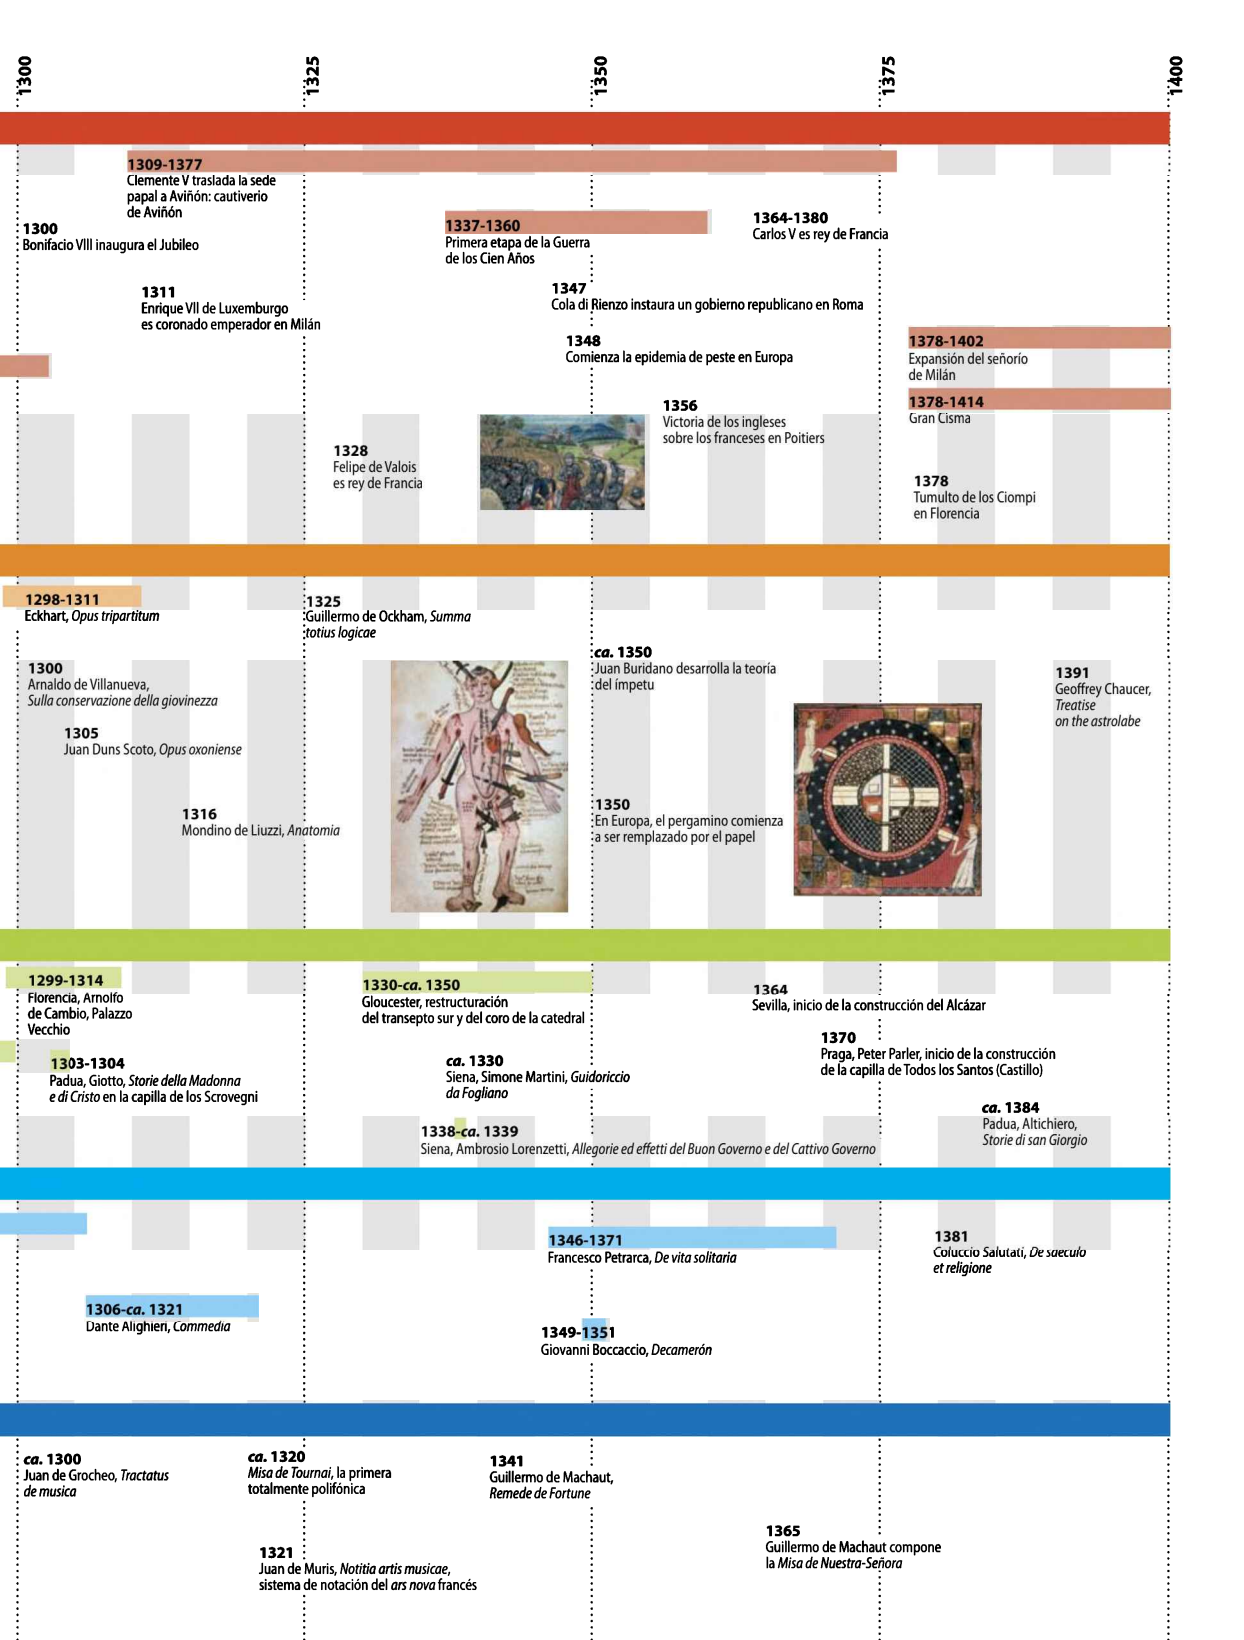 1300
1325
1350
1375
1400
1309-1377
Clemente V traslada la sede
papal a Aviñón: cautiverio
de Aviñón
1300
Bonifacio VIII inaugura el Jubileo
1337-1360
Primera etapa de la Guerra
de los Cien Años
1364-1380
Carlos V es rey de Francia
1311
Enrique VII de Luxemburgo
es coronado emperador en Milán
1347
Cola di Rienzo instaura un gobierno republicano en Roma
1348
Comienza la epidemia de peste en Europa
1378-1402
Expansión del señorío
de Milán
1378-1414
Gran Cisma
1356
Victoria de los ingleses
sobre los franceses en Poitiers
1328
Felipe de Valois
es rey de Francia
1378
Tumulto de los Ciompi
en Florencia
1298-1311
Eckhart, Opus tripartitum
1325
Guillermo de Ockham, Summa
totius logicae
ca. 1350
Juan Buridano desarrolla la teoría
del ímpetu
1300
Arnaldo de Villanueva,
Sulla conservazione della giovinezza
1391
Geoffrey Chaucer,
Treatise
on the astrolabe
1305
Juan Duns Scoto, Opus oxoniense
1316
Mondino de Liuzzi, Anatomia
1350
En Europa, el pergamino comienza
a ser remplazado por el papel
1299-1314
Florencia, Arnolfo
de Cambio, Palazzo
Vecchio
1330-ca. 1350
Gloucester, restructuración
del transepto sur y del coro de la catedral
1364
Sevilla, inicio de la construcción del Alcázar
1370
Praga, Peter Parler, inicio de la construcción
de la capilla de Todos los Santos (Castillo)
1303-1304
Padua, Giotto, Storie della Madonna
e di Cristo en la capilla de los Scrovegni
ca. 1330
Siena, Simone Martini, Guidoriccio
da Fogliano
ca. 1384
Padua, Altichiero,
Storie di san Giorgio
1338-ca. 1339
Siena, Ambrosio Lorenzetti, Allegorie ed effetti del Buon Governo e del Cattivo Governo
1346-1371
Francesco Petrarca, De vita solitaria
1381
Coluccio Salutati, De saeculo
et religione
1306-ca. 1321
Dante Alighieri, Commedia
1349-1351
Giovanni Boccaccio, Decamerón
ca. 1300
Juan de Grocheo, Tractatus
de musica
ca. 1320
Misa de Tournai, la primera
totalmente polifónica
1341
Guillermo de Machaut,
Remede de Fortune
1365
Guillermo de Machaut compone
la Misa de Nuestra-Señora
1321
Juan de Muris, Notitia artis musicae,
sistema de notación del ars nova francés